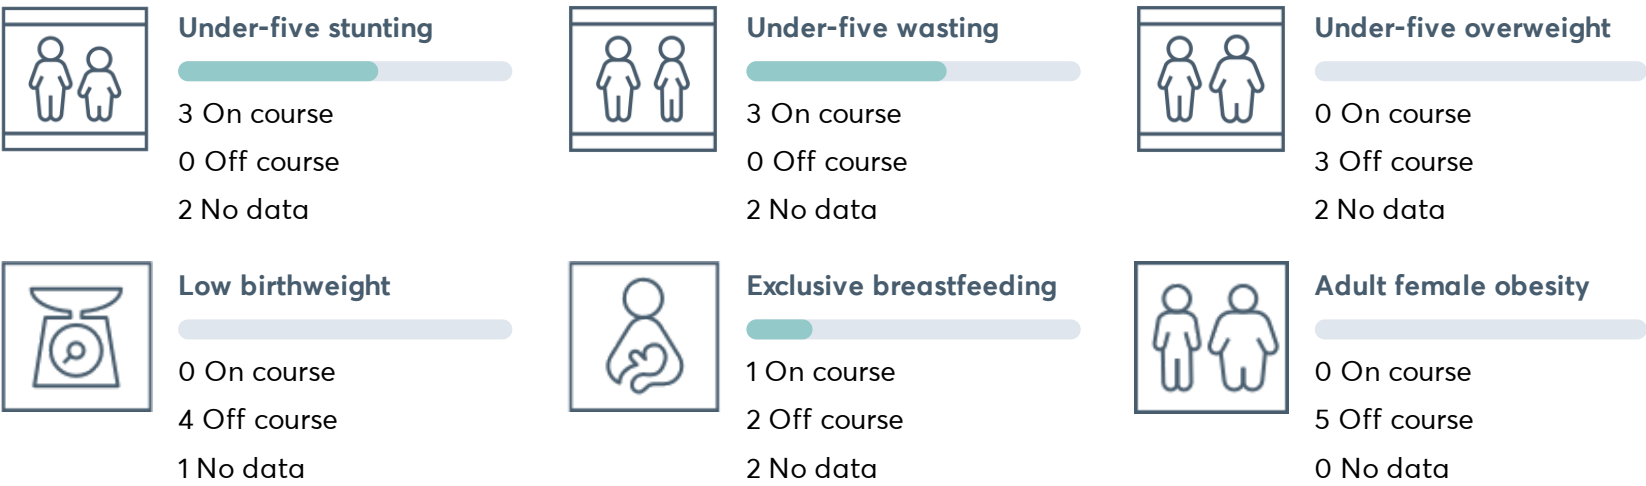 Under-five stunting
3 On course
0 Off course
2 No data
Under-five wasting
3 On course
0 Off course
2 No data
Under-five overweight
0 On course
3 Off course
2 No data
Low birthweight
0 On course
4 Off course
1 No data
Exclusive breastfeeding
1 On course
2 Off course
2 No data
Adult female obesity
0 On course
5 Off course
0 No data